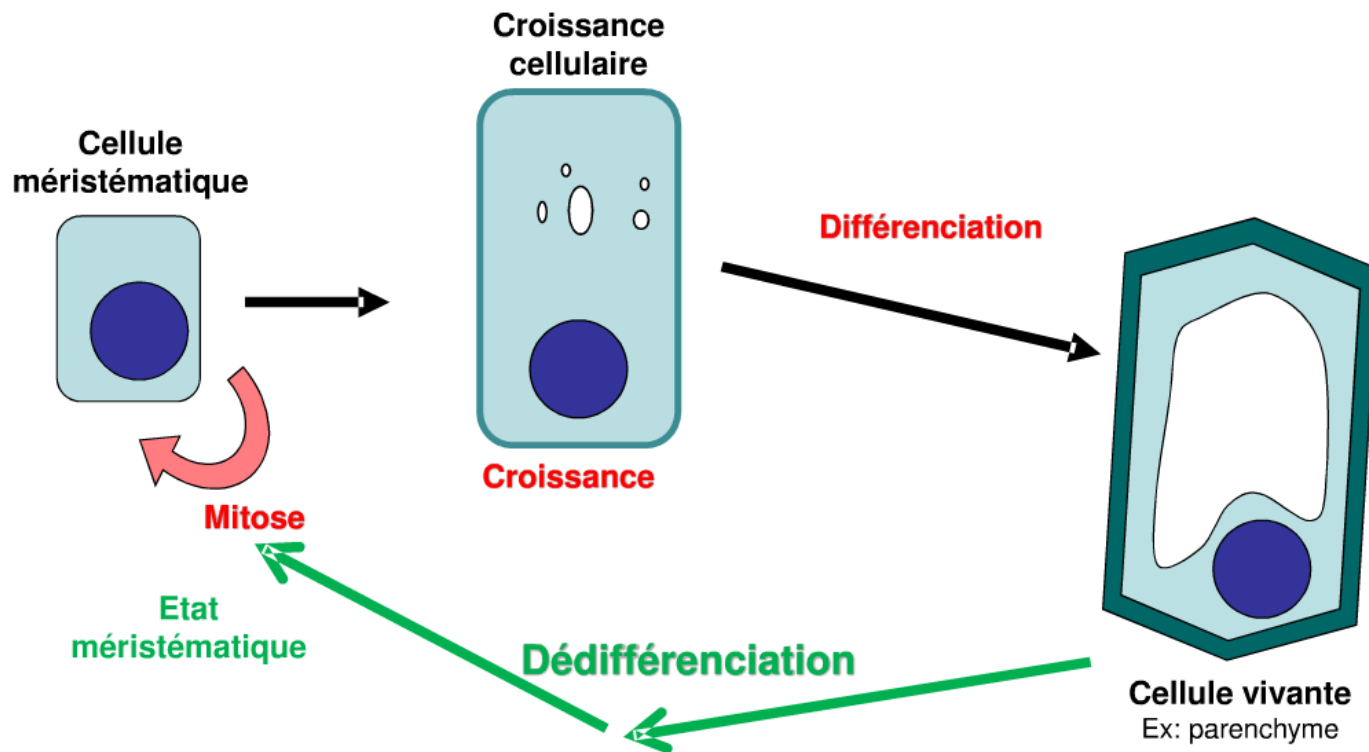 Croissance
cellulaire
Cellule
méristématique
Différenciation
Croissance
Mitose
Etat
méristématique
Dédifférenciation
Cellule vivante
Ex: parenchyme